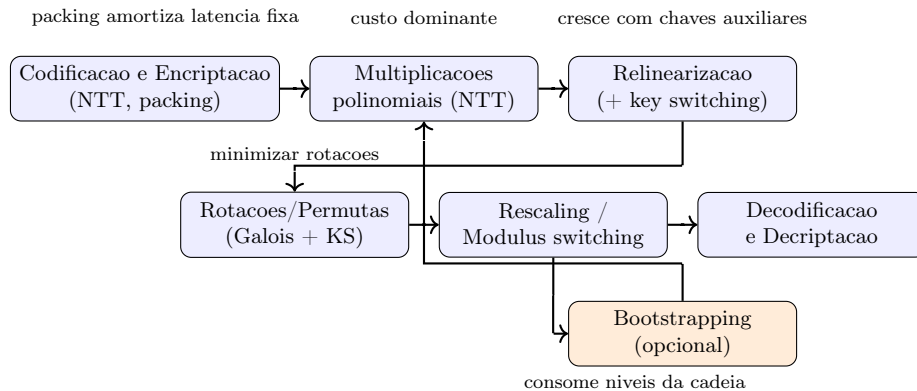 packing amortiza latencia fixa
custo dominante
cresce com chaves auxiliares
Codificacao e Encriptacao
(NTT, packing)
Multiplicacoes
polinomiais (NTT)
Relinearizacao
(+ key switching)
minimizar rotacoes
Rotacoes/Permutas
(Galois + KS)
Rescaling /
Modulus switching
Decodificacao
e Decriptacao
Bootstrapping
(opcional)
consome niveis da cadeia